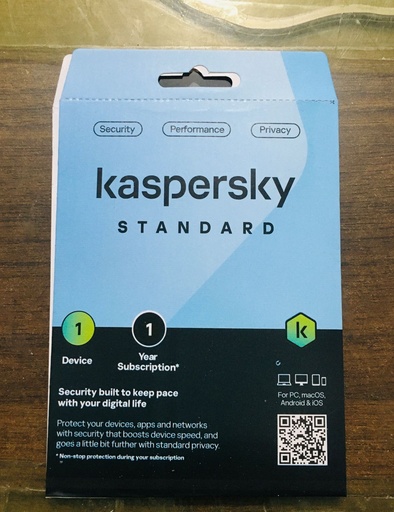 Security Performance Privacy
kaspersky
STANDARD
1 1
Device Year
Subscription*
k
Security built to keep pace
with your digital life
For PC, macOS,
Android & iOS
Protect your devices, apps and networks
with security that boosts device speed, and
goes a little bit further with standard privacy.
* Non-stop protection during your subscription